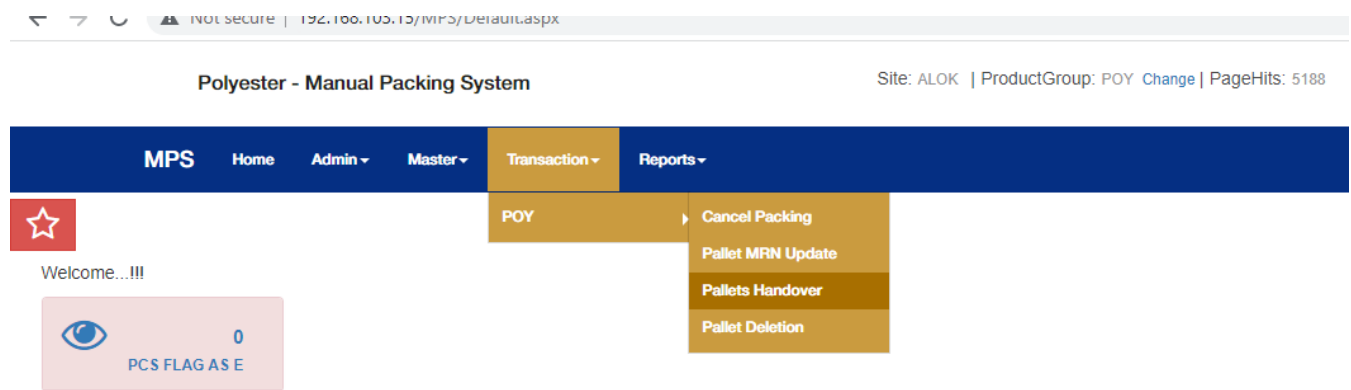 Not secure | 192.168.103.15/MPS/Default.aspx
Polyester - Manual Packing System
Site: ALOK | ProductGroup: POY Change | PageHits: 5188
MPS Home Admin Master Transaction Reports
POY
Cancel Packing
Pallet MRN Update
Pallets Handover
Pallet Deletion
Welcome...!!!
0
PCS FLAG AS E